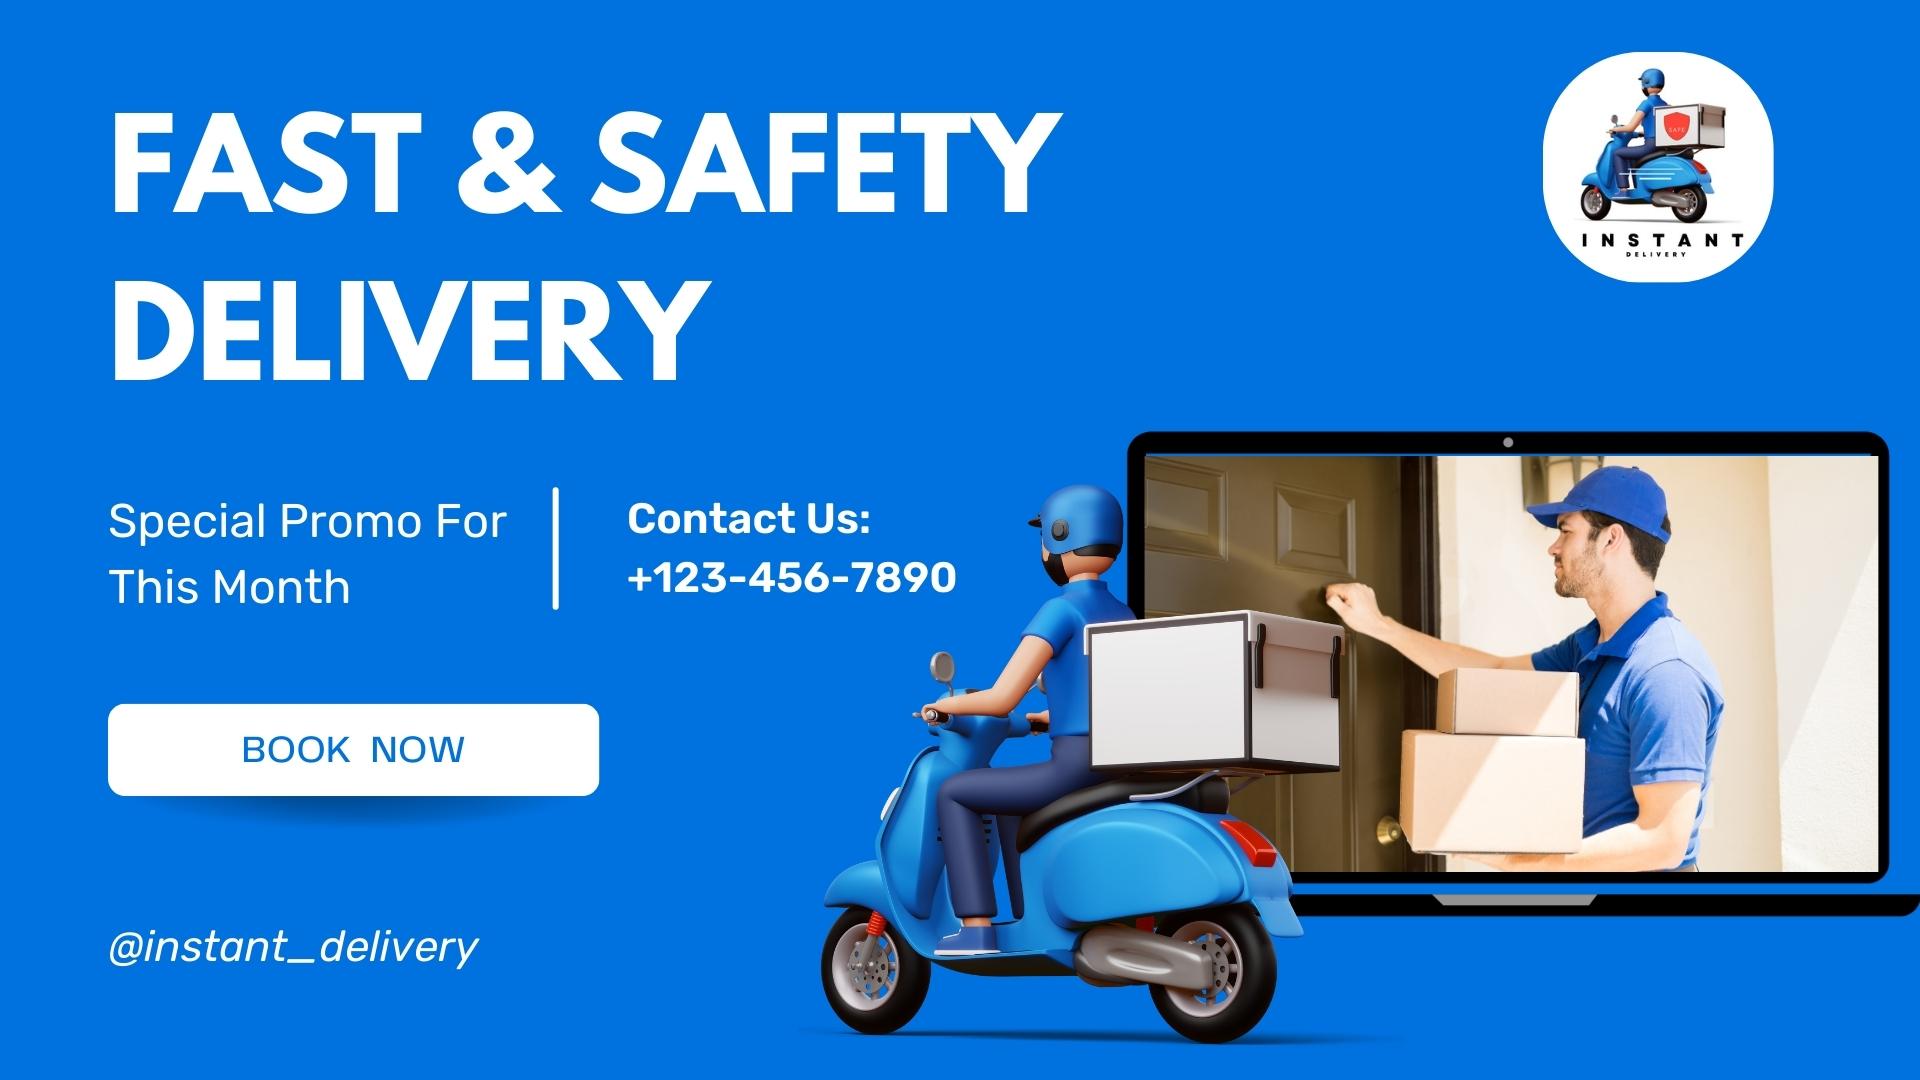 FAST & SAFETY
DELIVERY
SAFE
INSTANT
DELIVERY
Special Promo For
This Month
Contact Us:
+123-456-7890
BOOK NOW
@instant_delivery